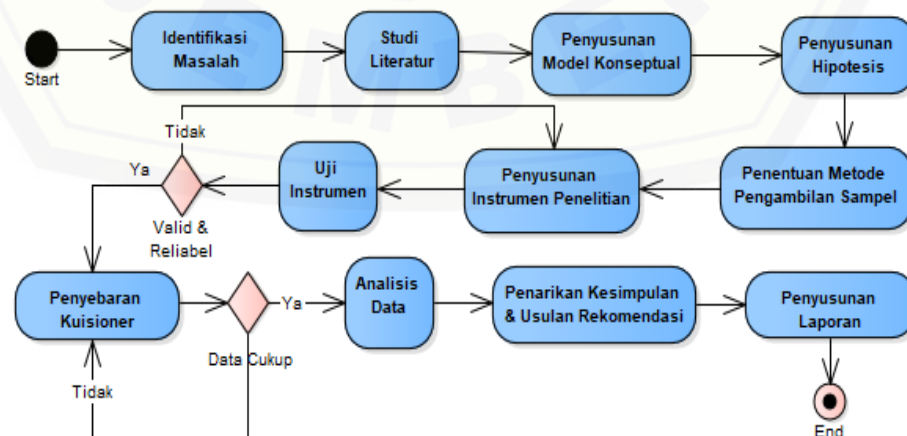 Start
Identifikasi
Masalah
Studi
Literatur
Penyusunan
Model Konseptual
Penyusunan
Hipotesis
Penentuan Metode
Pengambilan Sampel
Penyusunan
Instrumen Penelitian
Uji
Instrumen
Valid &
Reliabel
Tidak
Ya
Penyebaran
Kuisioner
Data Cukup
Tidak
Ya
Analisis
Data
Penarikan Kesimpulan
& Usulan Rekomendasi
Penyusunan
Laporan
End